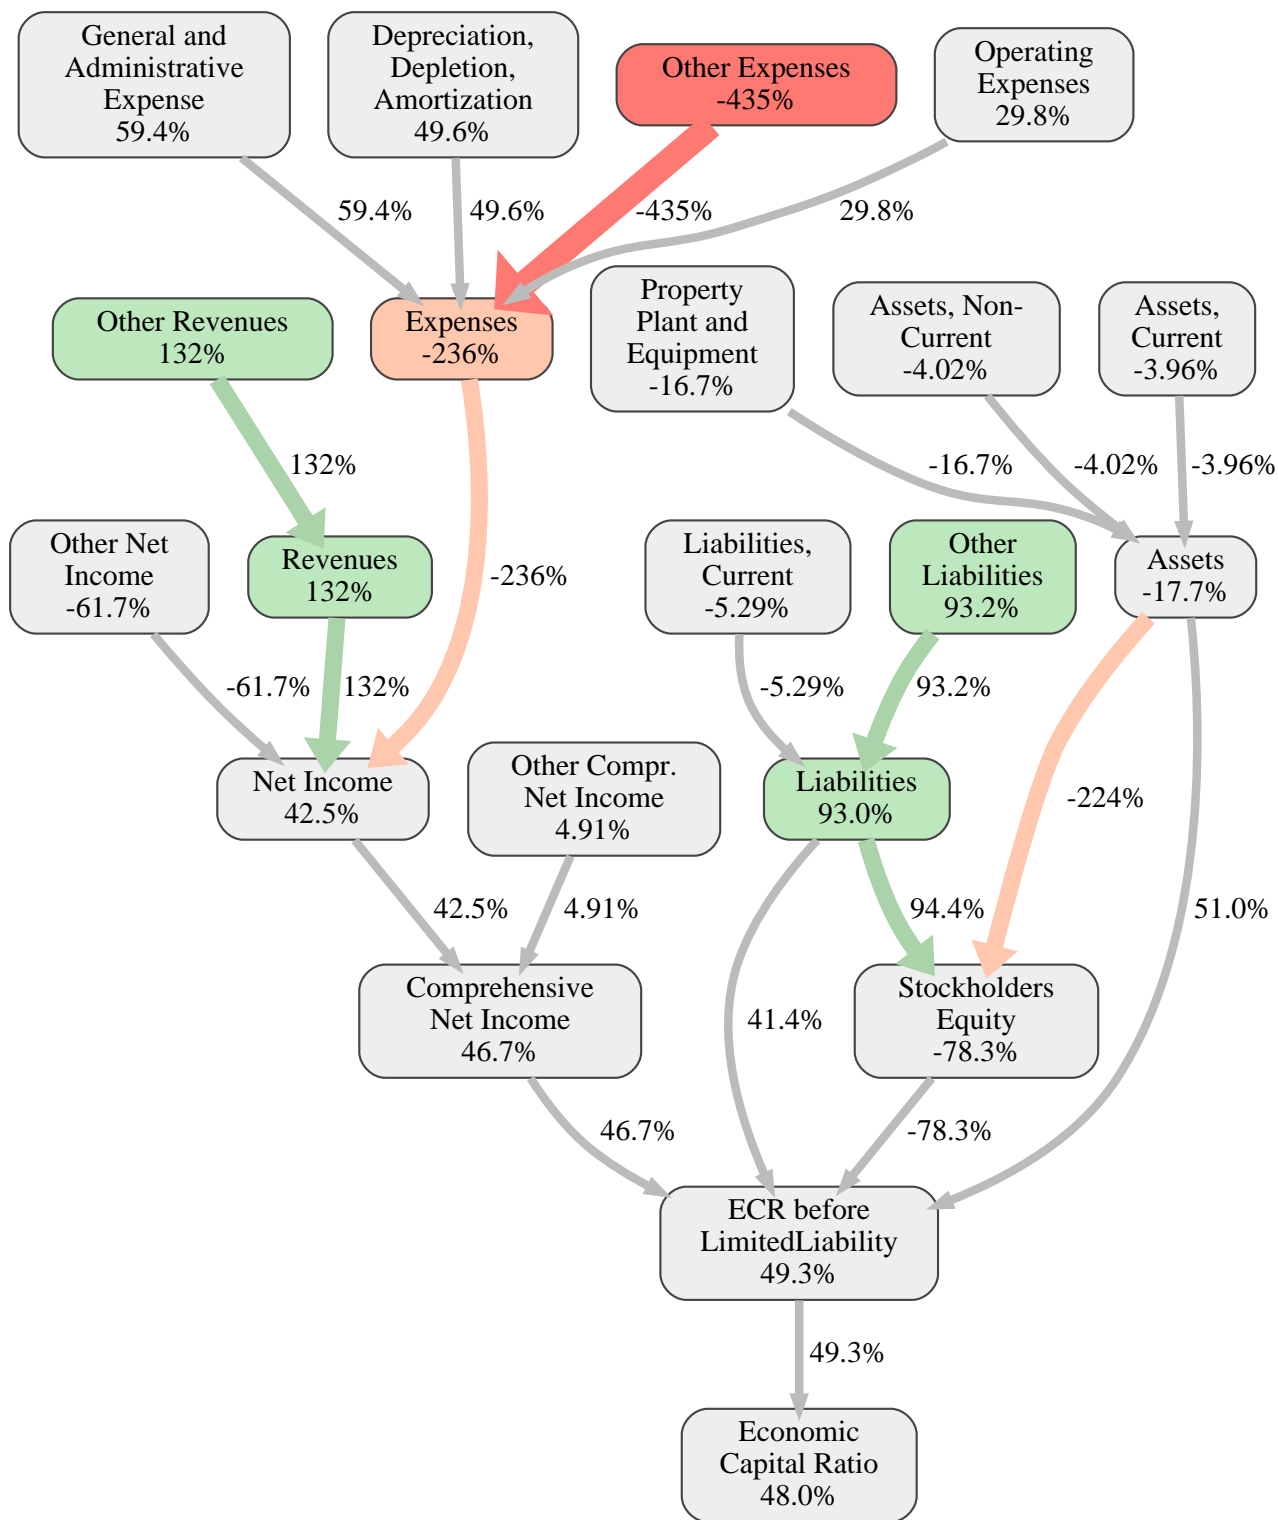 General and
Administrative
Expense
59.4%
Depreciation,
Depletion,
Amortization
49.6%
Other Expenses
-435%
Operating
Expenses
29.8%
59.4%
49.6%
-435%
29.8%
Other Revenues
132%
Expenses
-236%
Property
Plant and
Equipment
-16.7%
Assets, Non-
Current
-4.02%
Assets,
Current
-3.96%
132%
-16.7%
-4.02%
-3.96%
Other Net
Income
-61.7%
Revenues
132%
-236%
Liabilities,
Current
-5.29%
Other
Liabilities
93.2%
Assets
-17.7%
-61.7%
132%
-5.29%
93.2%
Net Income
42.5%
Other Compr.
Net Income
4.91%
Liabilities
93.0%
-224%
42.5%
4.91%
94.4%
51.0%
Comprehensive
Net Income
46.7%
41.4%
Stockholders
Equity
-78.3%
46.7%
-78.3%
ECR before
LimitedLiability
49.3%
49.3%
Economic
Capital Ratio
48.0%